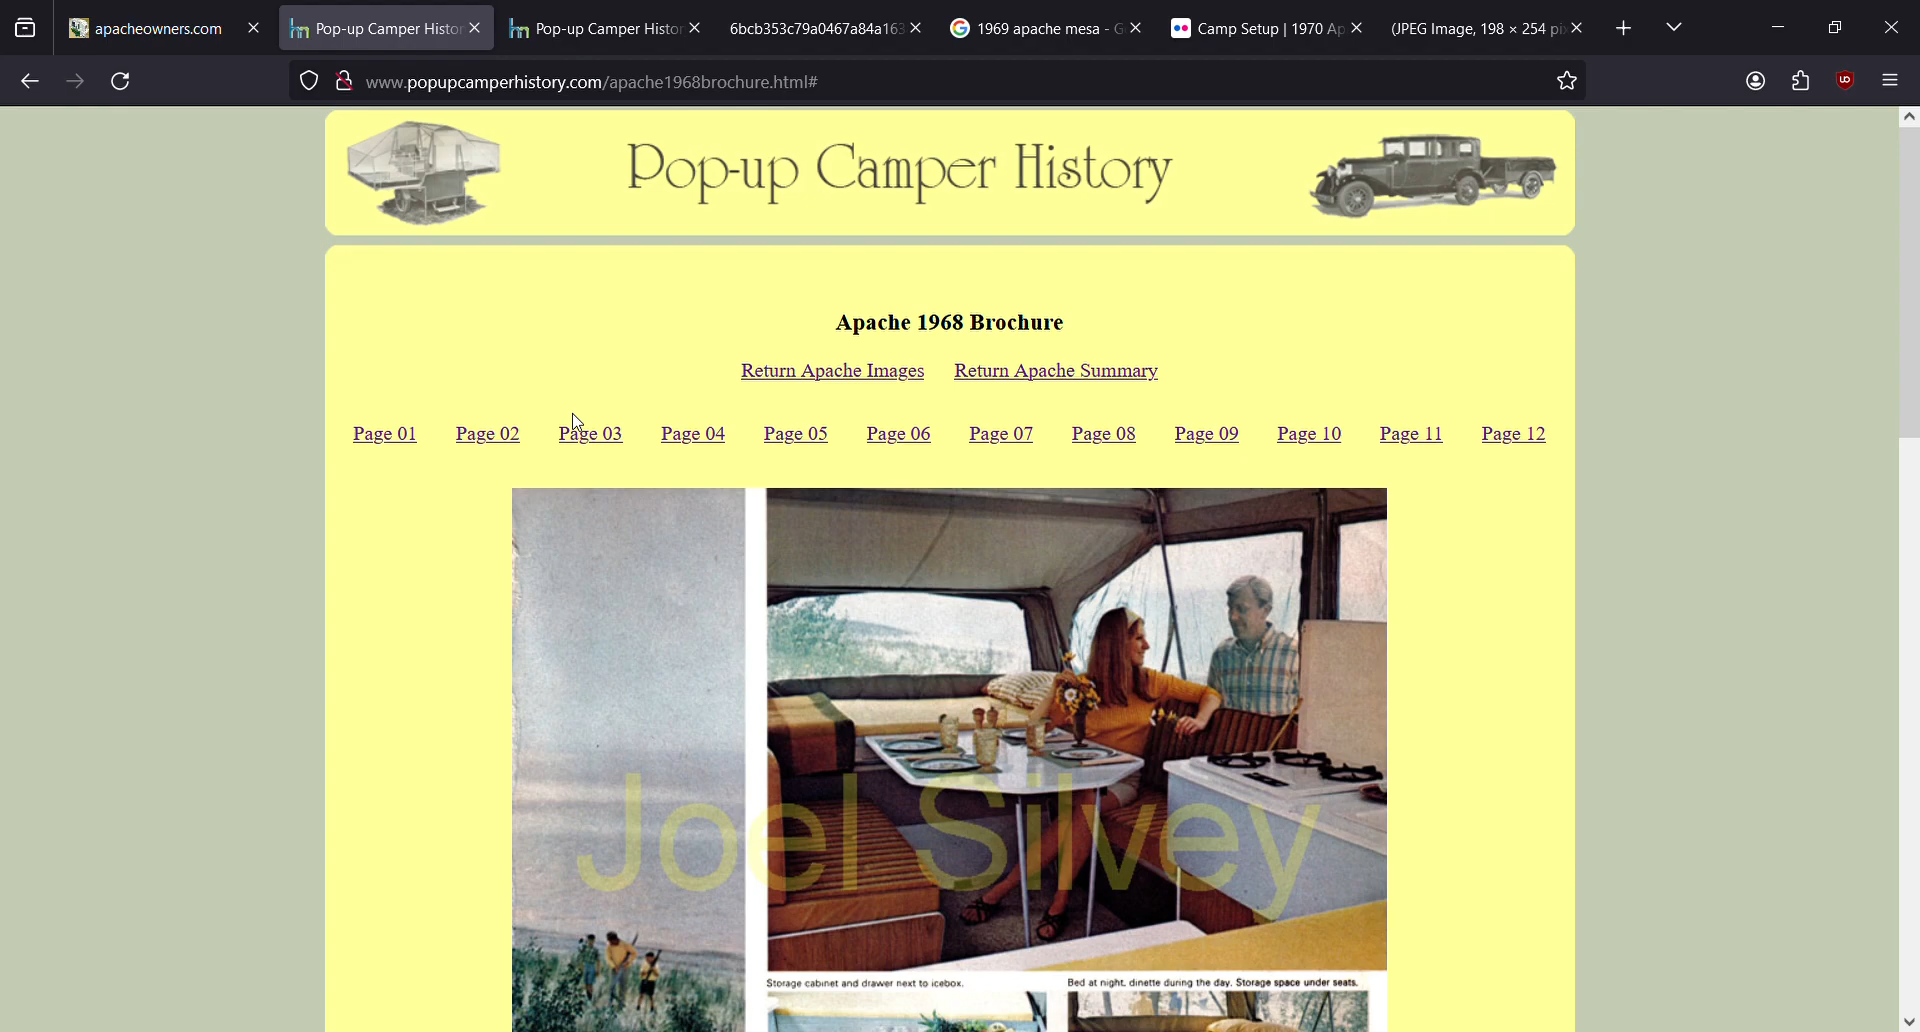 apacheowners.com
Pop-up Camper Histor
Pop-up Camper Histor
6bcb353c79a0467a84a163
1969 apache mesa - G
Camp Setup | 1970 Ap
(JPEG Image, 198 × 254 pix
www.popupcamperhistory.com/apache1968brochure.html#
Pop-up Camper History
Apache 1968 Brochure
Return Apache Images Return Apache Summary
Page 01 Page 02 Page 03 Page 04 Page 05 Page 06 Page 07 Page 08 Page 09 Page 10 Page 11 Page 12
Joel Silvey
Storage cabinet and drawer next to icebox.
Bed at night, dinette during the day. Storage space under seats.